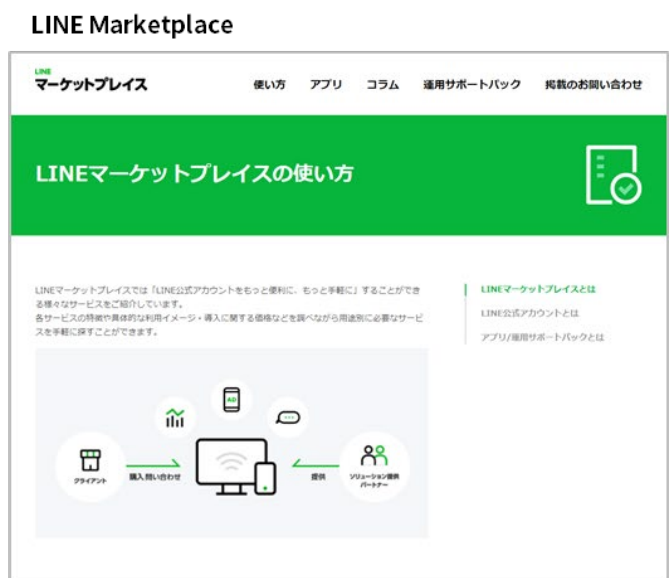 LINE Marketplace
LINE
マーケットプレイス
使い方 アプリ コラム 運用サポートパック 掲載のお問い合わせ
LINEマーケットプレイスの使い方
LINEマーケットプレイスでは「LINE公式アカウントをもっと便利に、もっと手軽に」することができ
る様々なサービスをご紹介しています。
各サービスの特徴や具体的な利用イメージ・導入に関する価格などを調べながら用途別に必要なサービ
スを手軽に探すことができます。
LINEマーケットプレイスとは
LINE公式アカウントとは
アプリ/運用サポートパックとは
AD
クライアント
購入/問い合わせ
提供
ソリューション提供
パートナー